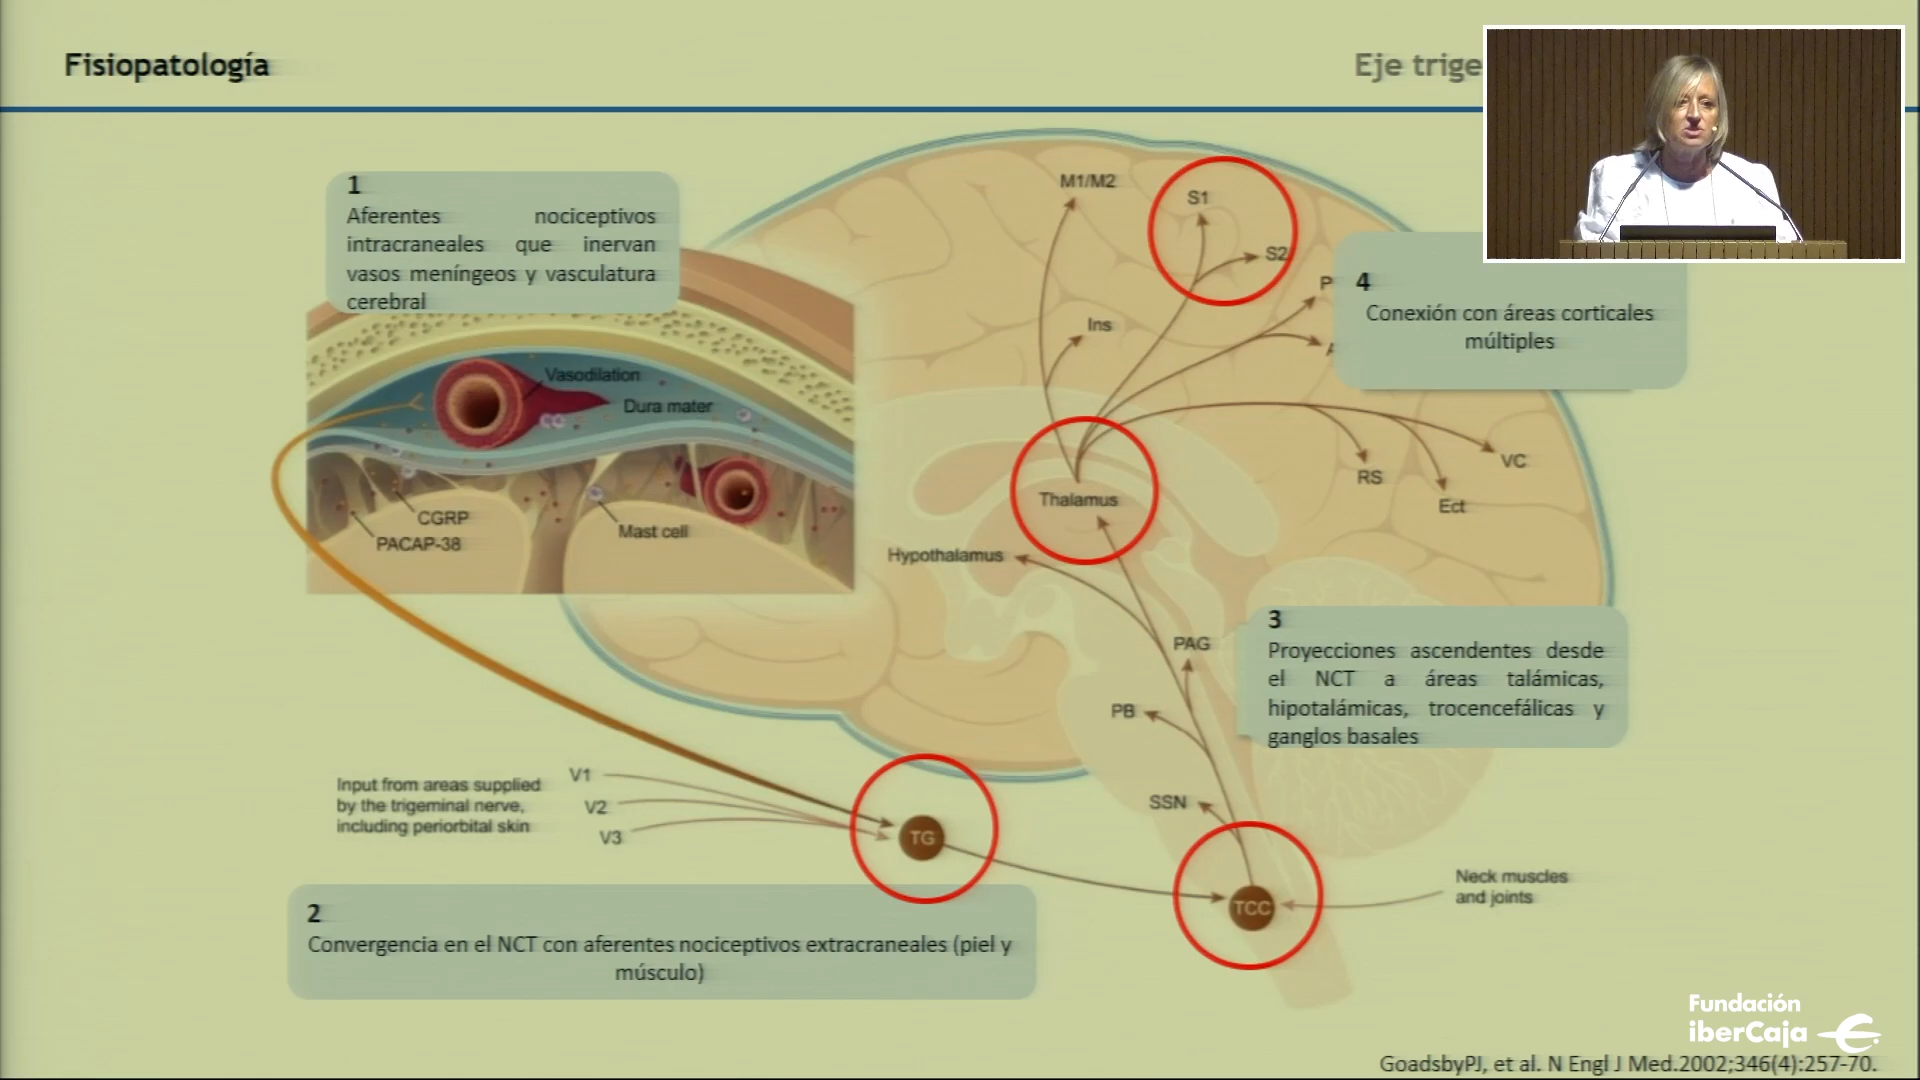 Fisiopatología
Eje trige
1
Aferentes nociceptivos
intracraneales que inervan
vasos meníngeos y vasculatura
cerebral
M1/M2
S1
S2
P
4
Conexión con áreas corticales
múltiples
Ins
Vasodilation
Dura mater
VC
RS
Ect
Thalamus
CGRP
Mast cell
PACAP-38
Hypothalamus
3
Proyecciones ascendentes desde
el NCT a áreas talámicas,
hipotalámicas, trocencefálicas y
ganglos basales
PAG
PB
Input from areas supplied
by the trigeminal nerve,
including periorbital skin
V1
V2
V3
SSN
TG
TCC
Neck muscles
and joints
2
Convergencia en el NCT con aferentes nociceptivos extracraneales (piel y
músculo)
Fundación
iberCaja
GoadsbyPJ, et al. N Engl J Med.2002;346(4):257-70.